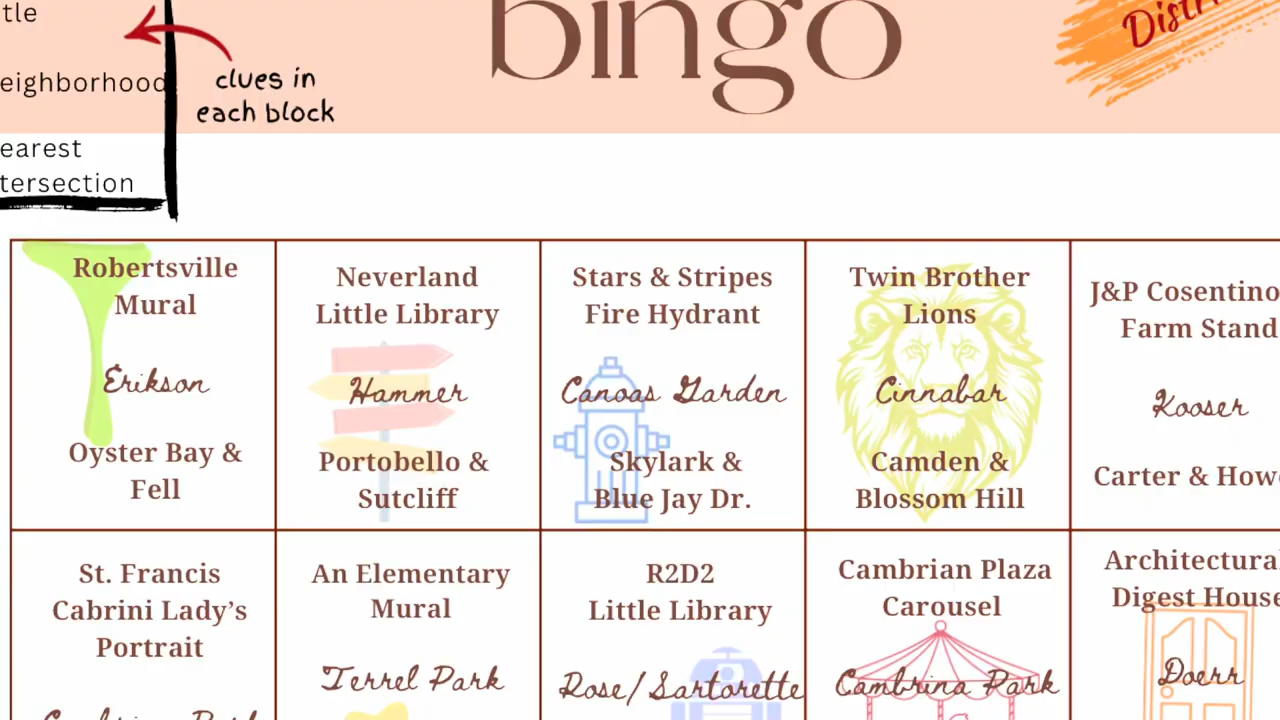 tle
eighborhood
earest
tersection
clues in
each block
bingo
Distri
Robertsville
Mural
Erikson
Oyster Bay &
Fell
Neverland
Little Library
Hammer
Portobello &
Sutcliff
Stars & Stripes
Fire Hydrant
Canoas Garden
Skylark &
Blue Jay Dr.
Twin Brother
Lions
Cinnabar
Camden &
Blossom Hill
J&P Cosentino
Farm Stand
Kooser
Carter & Howe
St. Francis
Cabrini Lady's
Portrait
An Elementary
Mural
Terrel Park
R2D2
Little Library
Rose/Sartorette
Cambrian Plaza
Carousel
Cambrina Park
Architectural
Digest House
Doerr